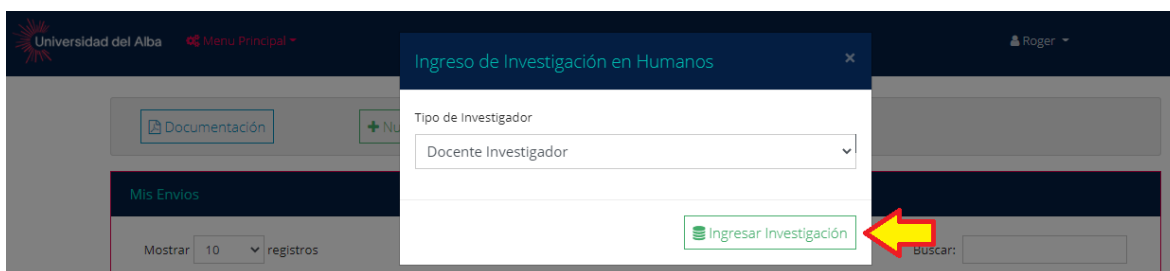 Universidad del Alba
Menu Principal
Roger
Ingreso de Investigación en Humanos
×
Tipo de Investigador
Docente Investigador
Documentación
+ Nu
Mis Envios
Ingresar Investigación
Mostrar 10 registros
Buscar: